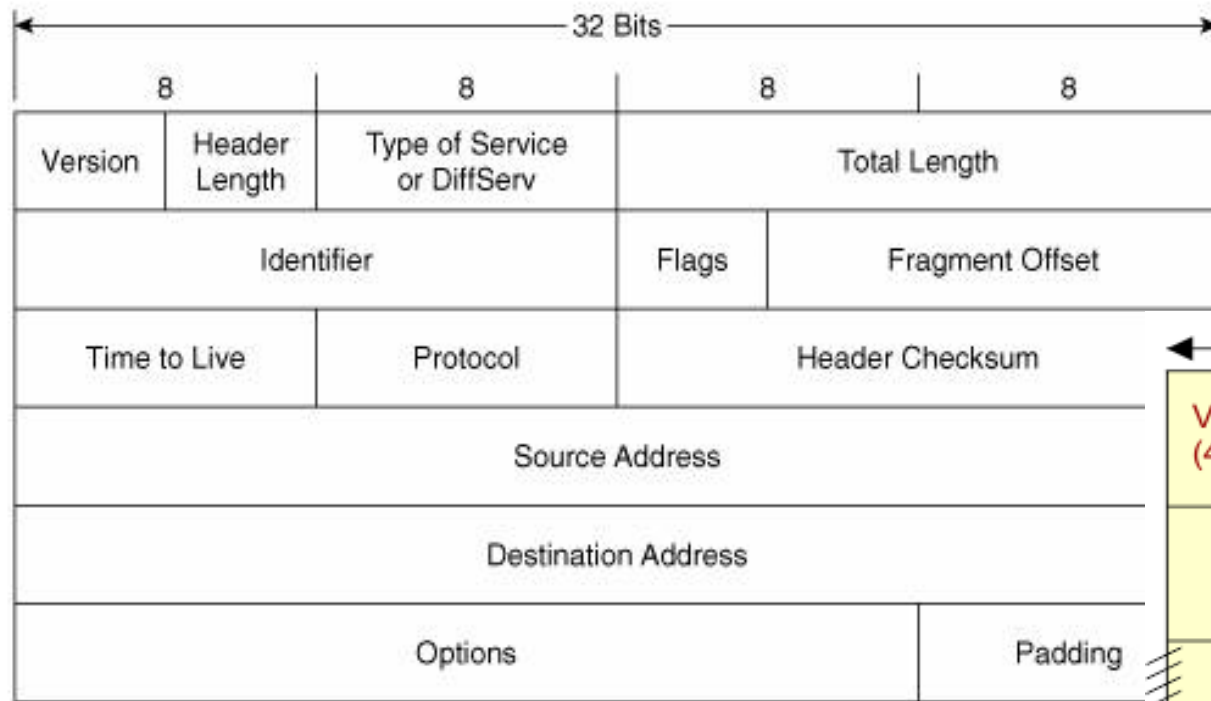 32 Bits
8 8 8 8
Version Header Length Type of Service or DiffServ Total Length
Identifier Flags Fragment Offset
Time to Live Protocol Header Checksum
V
(4
Source Address
Destination Address
Options Padding